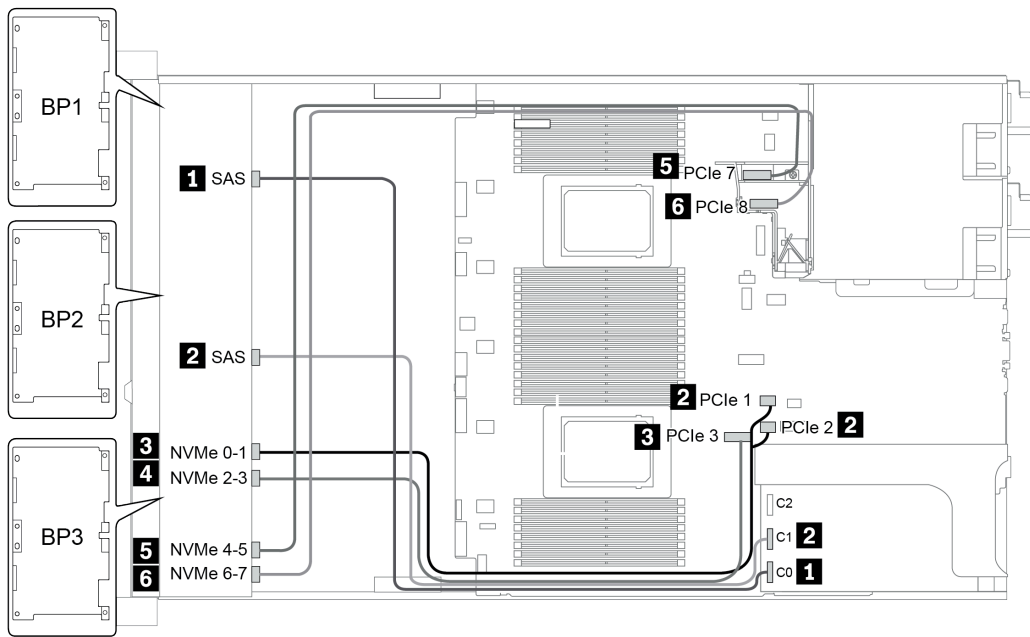 BP1
1 SAS
5 PCIe 7
6 PCIe 8
BP2
2 SAS
2 PCIe 1
PCIe 2 2
3 PCIe 3
3 NVMe 0-1
4 NVMe 2-3
BP3
C2
C1 2
C0 1
5 NVMe 4-5
6 NVMe 6-7